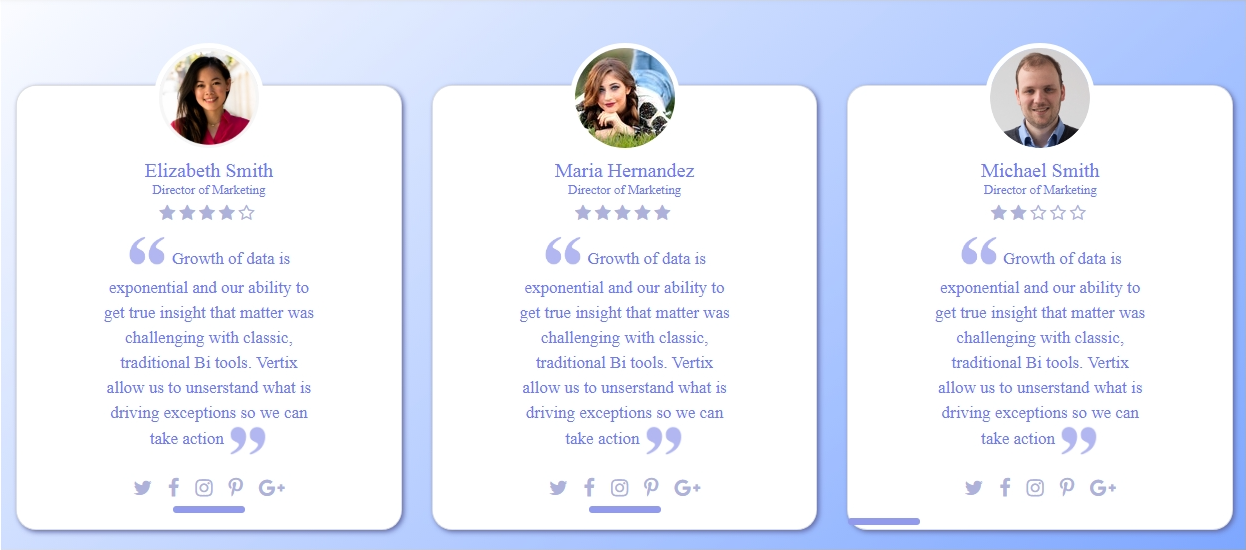 Elizabeth Smith
Director of Marketing
“ Growth of data is
exponential and our ability to
get true insight that matter was
challenging with classic,
traditional Bi tools. Vertix
allow us to unserstand what is
driving exceptions so we can
take action ”
Maria Hernandez
Director of Marketing
“ Growth of data is
exponential and our ability to
get true insight that matter was
challenging with classic,
traditional Bi tools. Vertix
allow us to unserstand what is
driving exceptions so we can
take action ”
Michael Smith
Director of Marketing
“ Growth of data is
exponential and our ability to
get true insight that matter was
challenging with classic,
traditional Bi tools. Vertix
allow us to unserstand what is
driving exceptions so we can
take action ”